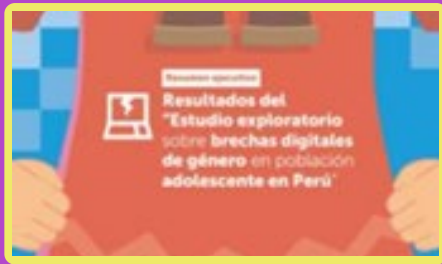 Resumen ejecutivo
Resultados del
"Estudio exploratorio
sobre brechas digitales
de género en población
adolescente en Perú"